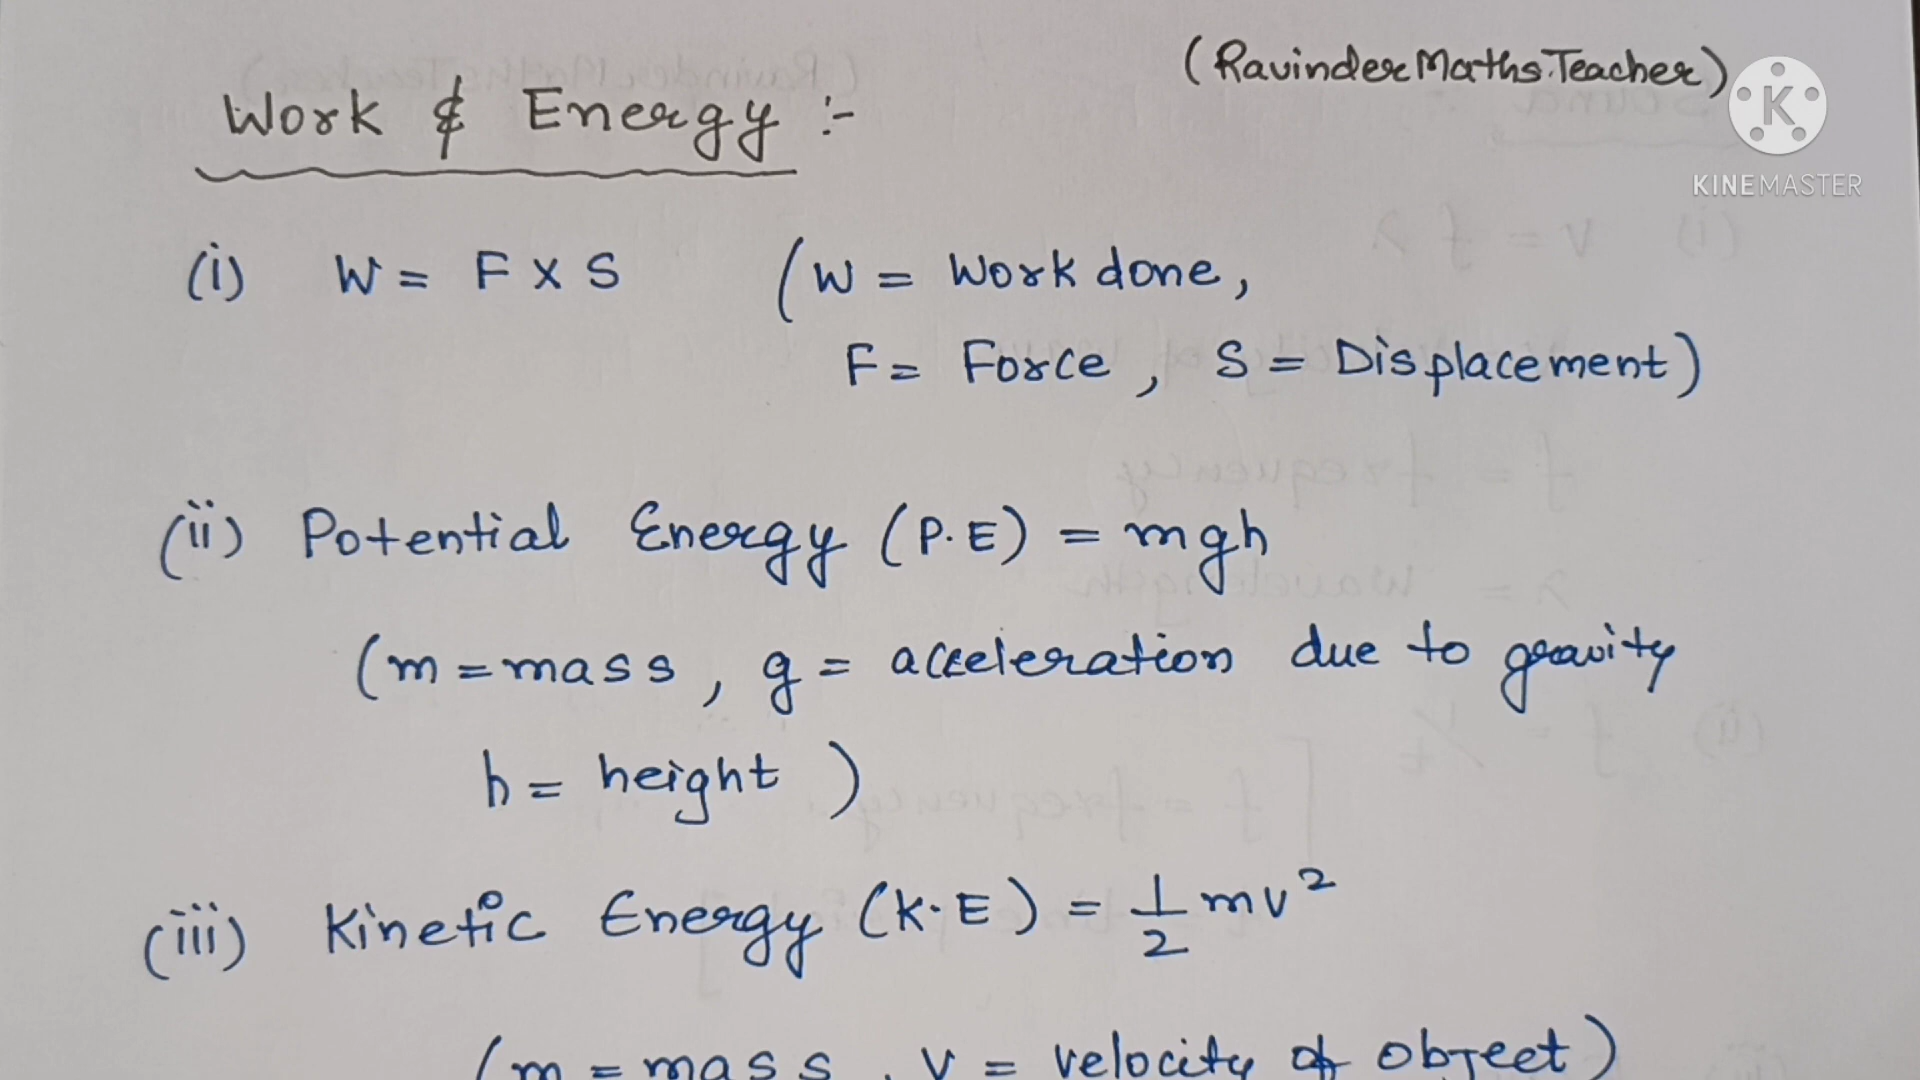 (Ravinder Maths Teacher)
Work & Energy :-
KINEMASTER
(i) W = F X S (W = Work done,
F = Force, S = Displacement)
(ii) Potential Energy (P.E) = mgh
(m = mass, g = acceleration due to gravity
h = height )
(iii) Kinetic Energy (K.E) = 1/2 mv²
(m = mass, v = velocity of object)